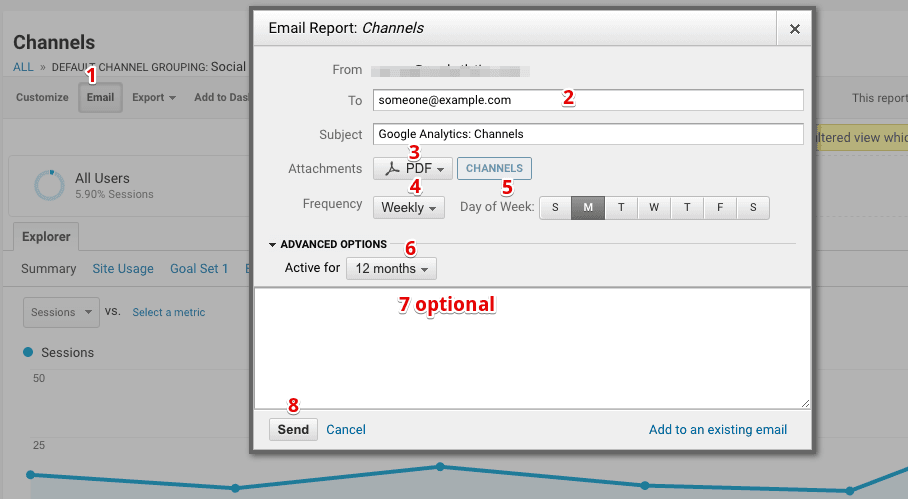 Channels
ALL » DEFAULT CHANNEL GROUPING: Social
1
Customize Email Export Add to Das
This report
ltered view whic
All Users
5.90% Sessions
Explorer
Summary Site Usage Goal Set 1
Sessions vs. Select a metric
Sessions
50
25
Email Report: Channels ×
From
To someone@example.com 2
Subject Google Analytics: Channels
3
Attachments PDF CHANNELS
4 5
Frequency Weekly Day of Week: S M T W T F S
ADVANCED OPTIONS 6
Active for 12 months
7 optional
8
Send Cancel Add to an existing email